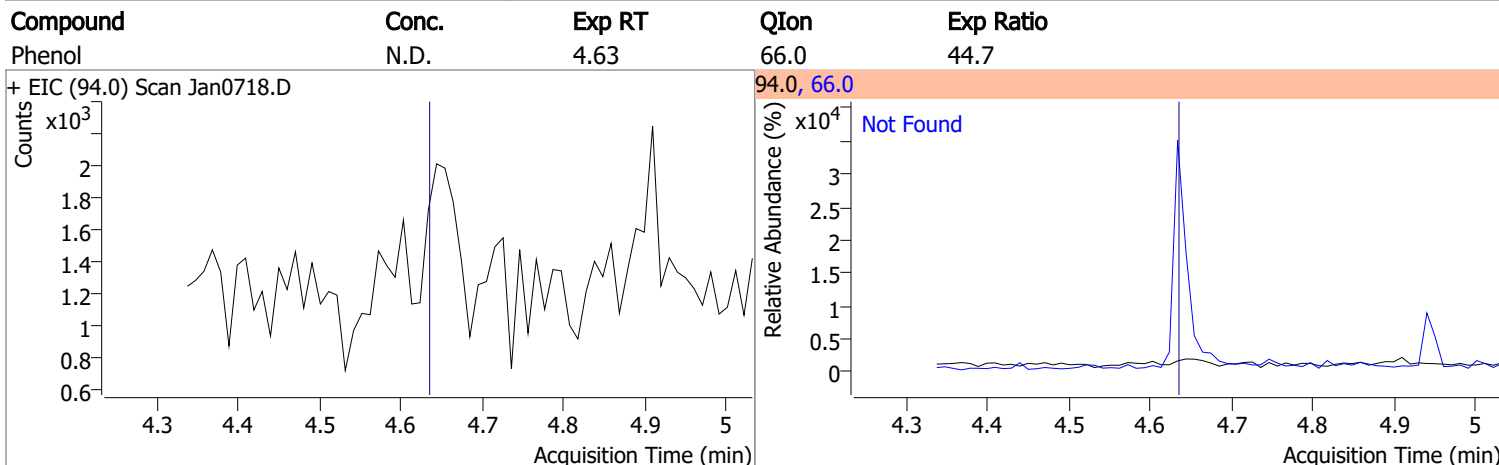 Compound Conc. Exp RT QIon Exp Ratio
Phenol N.D. 4.63 66.0 44.7
+ EIC (94.0) Scan Jan0718.D
Counts
x10³
2
1.8
1.6
1.4
1.2
1
0.8
0.6
4.3 4.4 4.5 4.6 4.7 4.8 4.9 5
Acquisition Time (min)
94.0, 66.0
Relative Abundance (%)
x10⁴
Not Found
3
2.5
2
1.5
1
0.5
0
4.3 4.4 4.5 4.6 4.7 4.8 4.9 5
Acquisition Time (min)